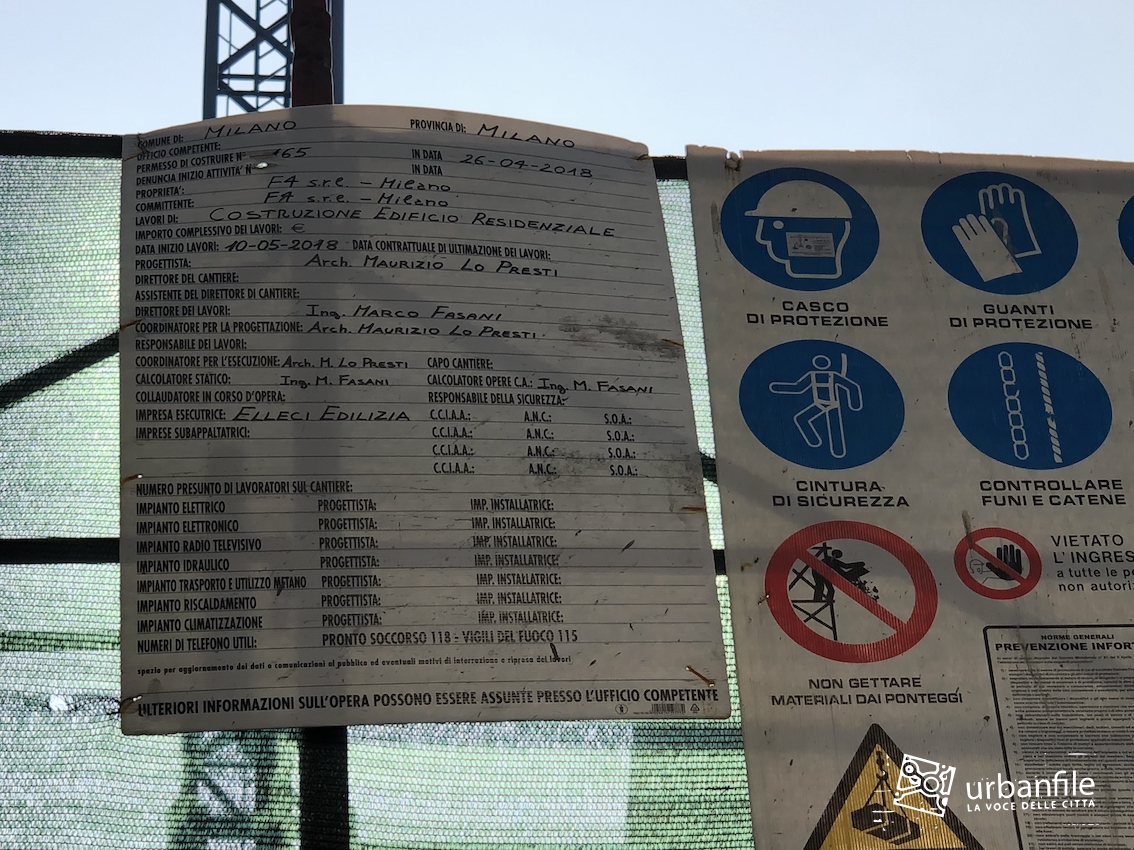 COMUNE DI: MILANO PROVINCIA DI: MILANO
UFFICIO COMPETENTE:
PERMESSO DI COSTRUIRE N° 165 IN DATA 26-04-2018
DENUNCIA INIZIO ATTIVITA' N° IN DATA
PROPRIETA': F4 s.r.l. - Milano
COMMITTENTE: F4 s.r.l. - Milano
LAVORI DI: COSTRUZIONE EDIFICIO RESIDENZIALE
IMPORTO COMPLESSIVO DEI LAVORI: €
DATA INIZIO LAVORI: 10-05-2018 DATA CONTRATTUALE DI ULTIMAZIONE DEI LAVORI:
PROGETTISTA: Arch. MAURIZIO LO PRESTI
DIRETTORE DEL CANTIERE:
ASSISTENTE DEL DIRETTORE DI CANTIERE:
DIRETTORE DEI LAVORI: Ing. MARCO FASANI
COORDINATORE PER LA PROGETTAZIONE: Arch. MAURIZIO LO PRESTI
RESPONSABILE DEI LAVORI:
COORDINATORE PER L'ESECUZIONE: Arch. M. LO PRESTI CAPO CANTIERE:
CALCOLATORE STATICO: Ing. M. FASANI CALCOLATORE OPERE C.A.: Ing. M. FASANI
COLLAUDATORE IN CORSO D'OPERA: RESPONSABILE DELLA SICUREZZA:
IMPRESA ESECUTRICE: ELLECI EDILIZIA C.C.I.A.A.: A.N.C.: S.O.A.:
IMPRESE SUBAPPALTATRICI: C.C.I.A.A.: A.N.C.: S.O.A.:
C.C.I.A.A.: A.N.C.: S.O.A.:
C.C.I.A.A.: A.N.C.: S.O.A.:
NUMERO PRESUNTO DI LAVORATORI SUL CANTIERE:
IMPIANTO ELETTRICO PROGETTISTA: IMP. INSTALLATRICE:
IMPIANTO ELETTRONICO PROGETTISTA: IMP. INSTALLATRICE:
IMPIANTO RADIO TELEVISIVO PROGETTISTA: IMP. INSTALLATRICE:
IMPIANTO IDRAULICO PROGETTISTA: IMP. INSTALLATRICE:
IMPIANTO TRASPORTO E UTILIZZO METANO PROGETTISTA: IMP. INSTALLATRICE:
IMPIANTO RISCALDAMENTO PROGETTISTA: IMP. INSTALLATRICE:
IMPIANTO CLIMATIZZAZIONE PROGETTISTA: IMP. INSTALLATRICE:
NUMERI DI TELEFONO UTILI: PRONTO SOCCORSO 118 - VIGILI DEL FUOCO 115
spazio per aggiornamento dei dati o comunicazioni al pubblico ed eventuali motivi di interruzione e ripresa dei lavori
ULTERIORI INFORMAZIONI SULL'OPERA POSSONO ESSERE ASSUNTE PRESSO L'UFFICIO COMPETENTE
CASCO
DI PROTEZIONE
GUANTI
DI PROTEZIONE
CINTURA
DI SICUREZZA
CONTROLLARE
FUNI E CATENE
NON GETTARE
MATERIALI DAI PONTEGGI
VIETATO
L'INGRES
a tutte le pe
non autoriz
NORME GENERALI
PREVENZIONE INFORT
urbanfile
LA VOCE DELLE CITTÀ